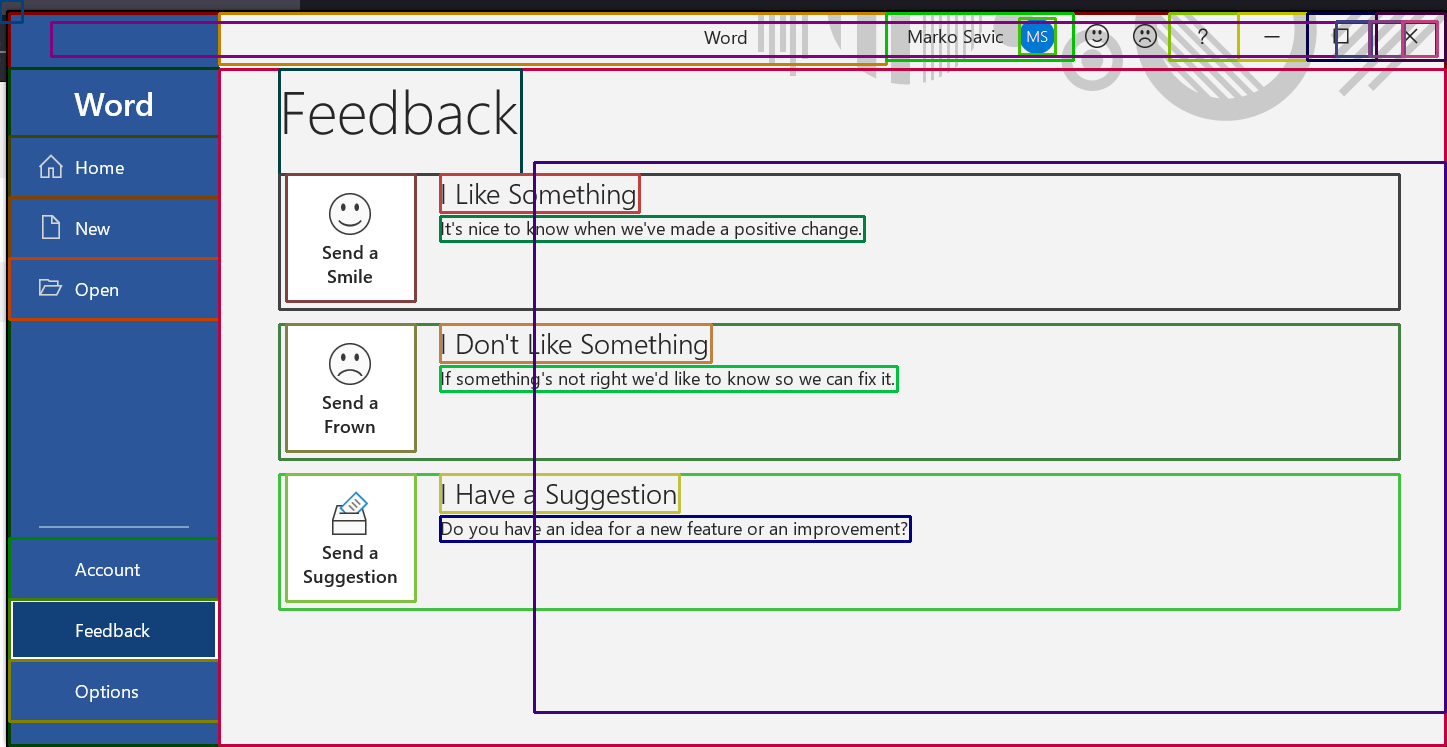 Word
Marko Savic
MS
?
Word
Home
New
Open
Account
Feedback
Options
Feedback
Send a
Smile
I Like Something
It's nice to know when we've made a positive change.
Send a
Frown
I Don't Like Something
If something's not right we'd like to know so we can fix it.
Send a
Suggestion
I Have a Suggestion
Do you have an idea for a new feature or an improvement?